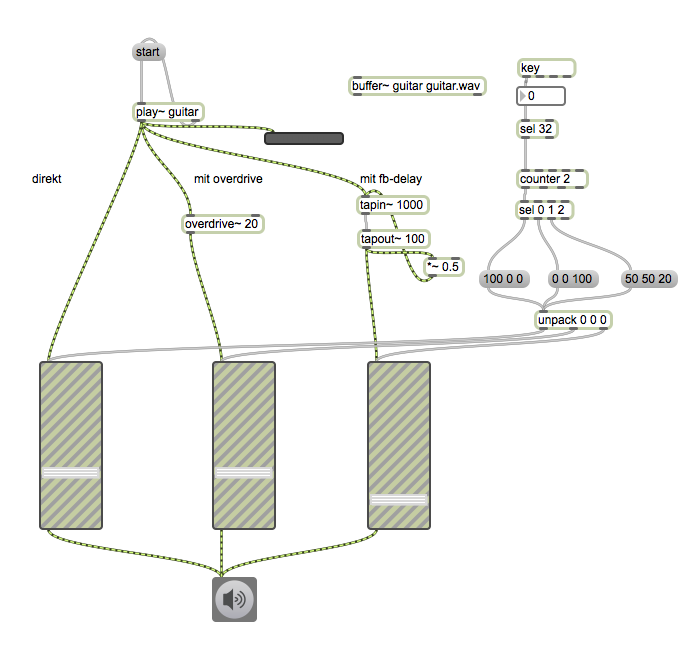 start
key
buffer~ guitar guitar.wav
0
play~ guitar
sel 32
direkt
mit overdrive
mit fb-delay
counter 2
tapin~ 1000
sel 0 1 2
overdrive~ 20
tapout~ 100
*~ 0.5
100 0 0
0 0 100
50 50 20
unpack 0 0 0